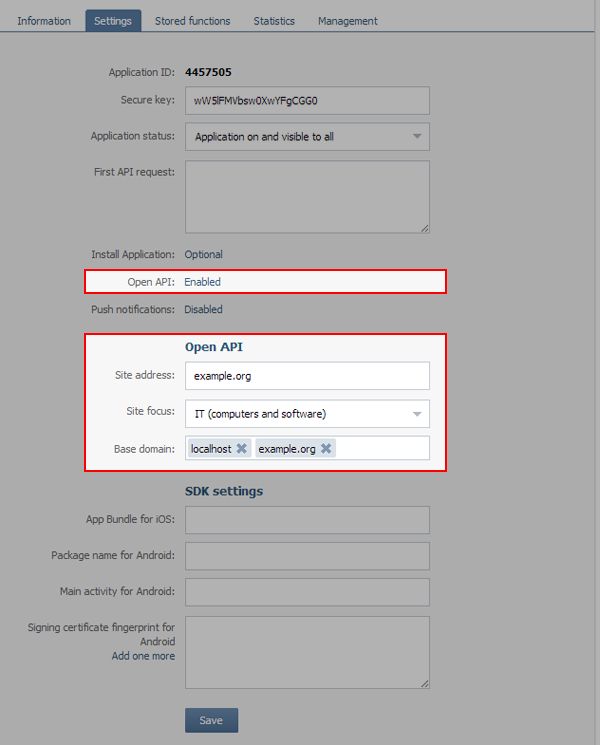 Information Settings Stored functions Statistics Management
Application ID: 4457505
Secure key: wW5lFMVbsw0XwYFgCGG0
Application status: Application on and visible to all
First API request:
Install Application: Optional
Open API: Enabled
Push notifications: Disabled
Open API
Site address: example.org
Site focus: IT (computers and software)
Base domain: localhost example.org
SDK settings
App Bundle for iOS:
Package name for Android:
Main activity for Android:
Signing certificate fingerprint for
Android
Add one more
Save